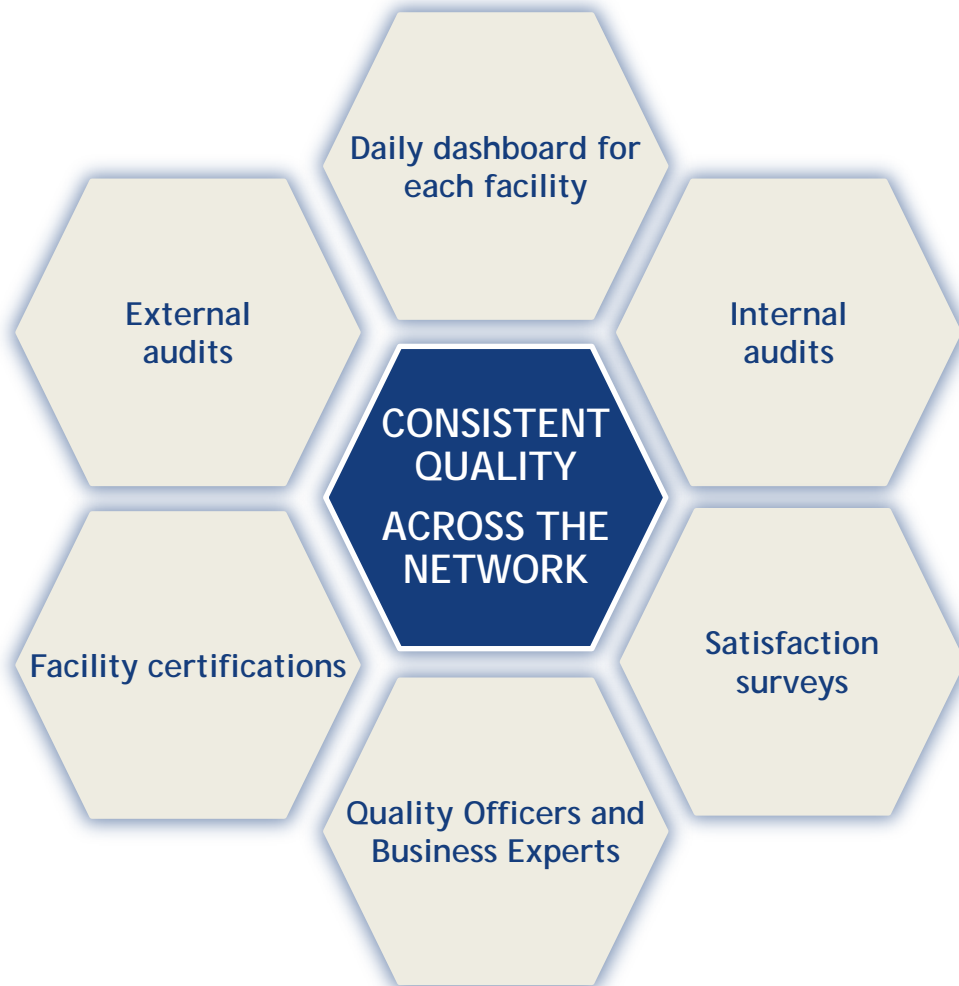 Daily dashboard for
each facility
External
audits
Internal
audits
CONSISTENT
QUALITY
ACROSS THE
NETWORK
Facility certifications
Satisfaction
surveys
Quality Officers and
Business Experts